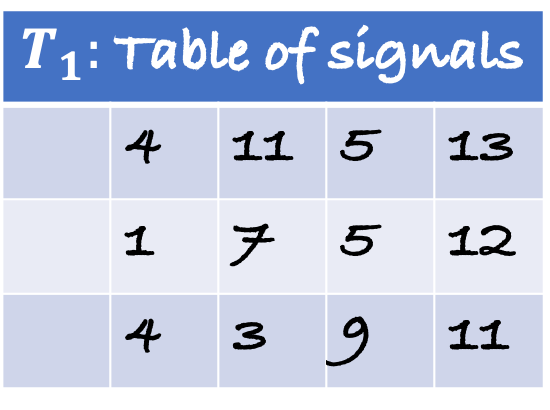 T₁: Table of signals
4 11 5 13
1 7 5 12
4 3 9 11